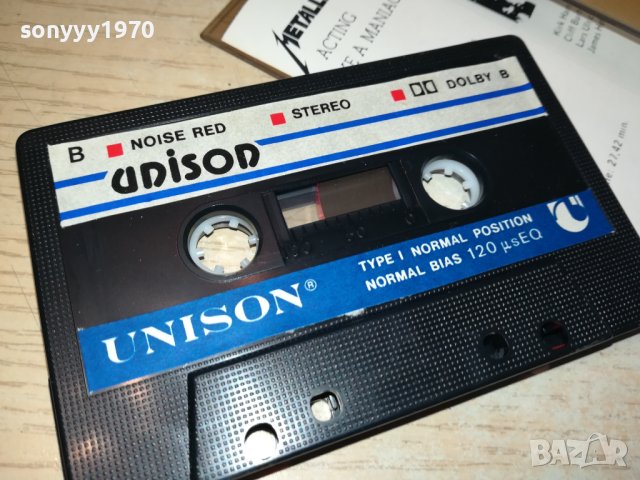 sonyyy1970
METALL
ACTING
A MANIAC
B NOISE RED STEREO DOLBY B
UNISON
TYPE I NORMAL POSITION
NORMAL BIAS 120 µsEQ
UNISON®
27.42 min.
BAZAR